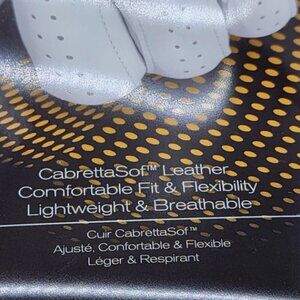 CabrettaSof™ Leather
Comfortable Fit & Flexibility
Lightweight & Breathable
Cuir CabrettaSof™
Ajusté, Confortable & Flexible
Léger & Respirant